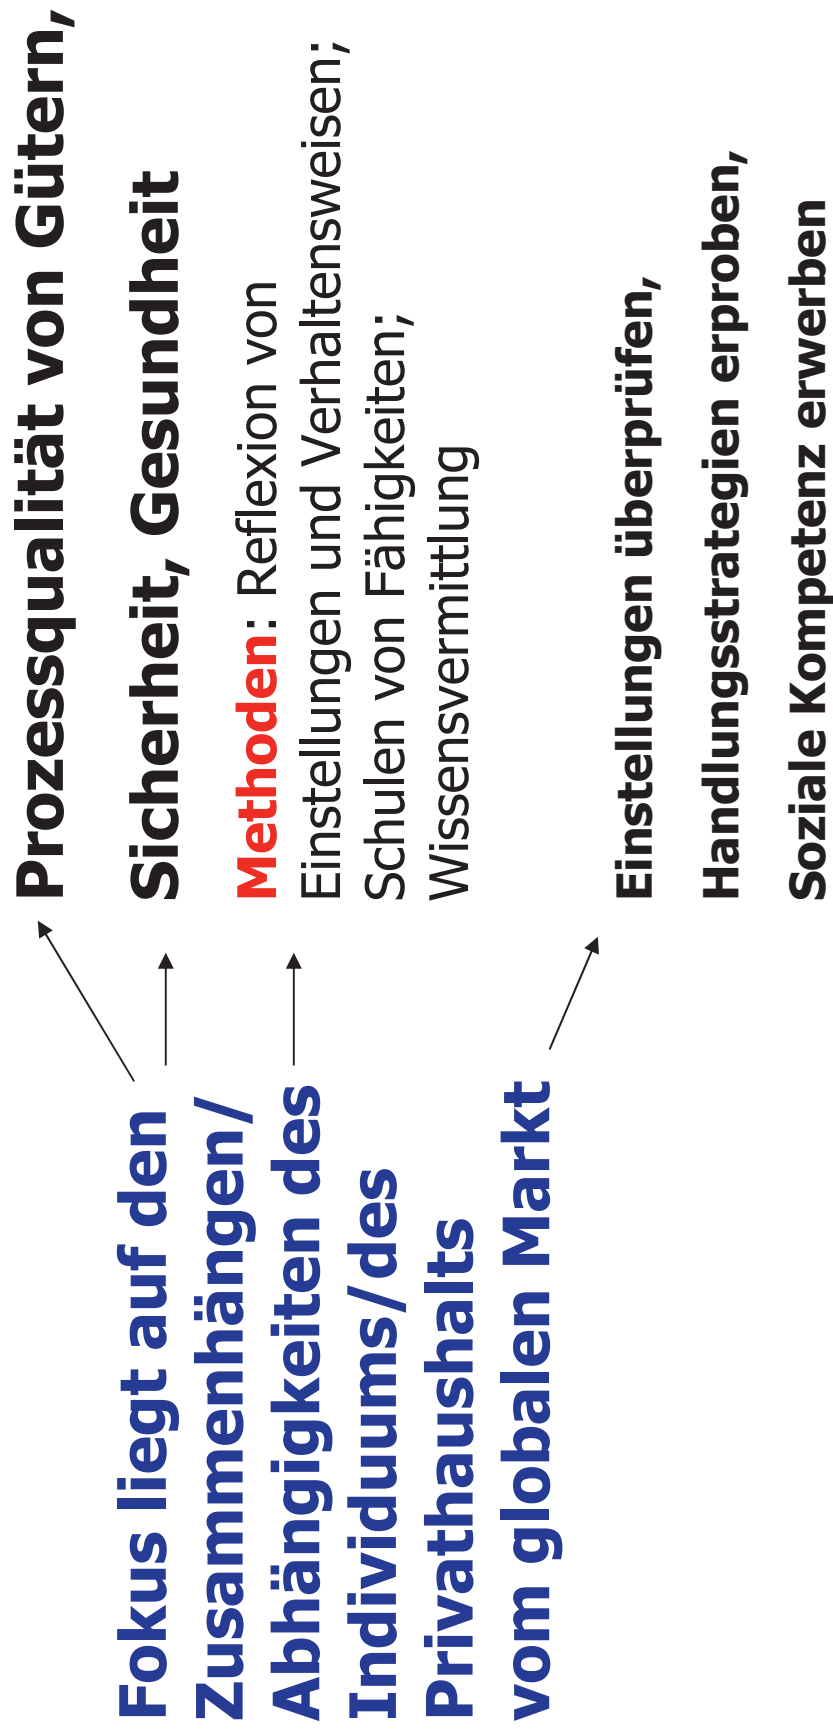 Fokus liegt auf den
Zusammenhängen/
Abhängigkeiten des
Individuums/des
Privathaushalts
vom globalen Markt
Prozessqualität von Gütern,
Sicherheit, Gesundheit
Methoden: Reflexion von
Einstellungen und Verhaltensweisen;
Schulen von Fähigkeiten;
Wissensvermittlung
Einstellungen überprüfen,
Handlungsstrategien erproben,
Soziale Kompetenz erwerben